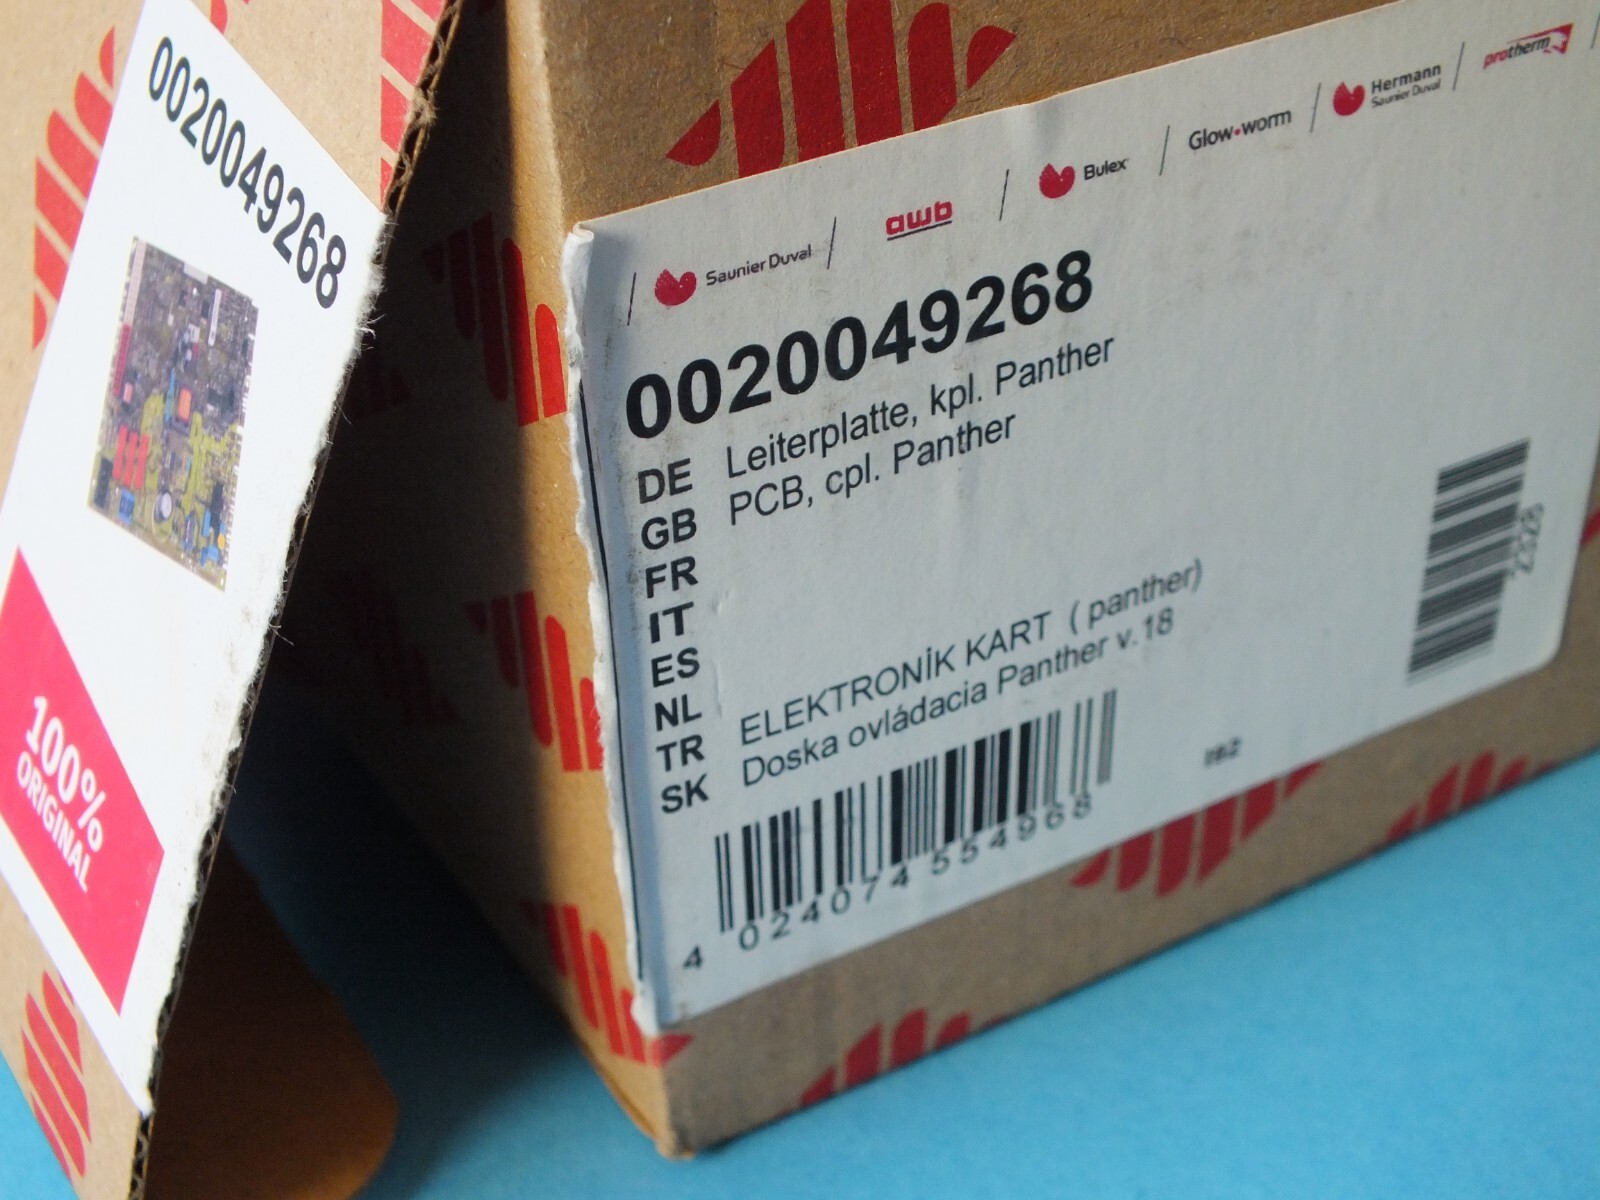 0020049268
100%
ORIGINAL
Saunier Duval
awb
Bulex
Glow•worm
Hermann
Saunier Duval
protherm
0020049268
DE Leiterplatte, kpl. Panther
GB PCB, cpl. Panther
FR
IT
ES
NL
TR ELEKTRONİK KART ( panther)
SK Doska ovládacia Panther v.18
4 024074 554968